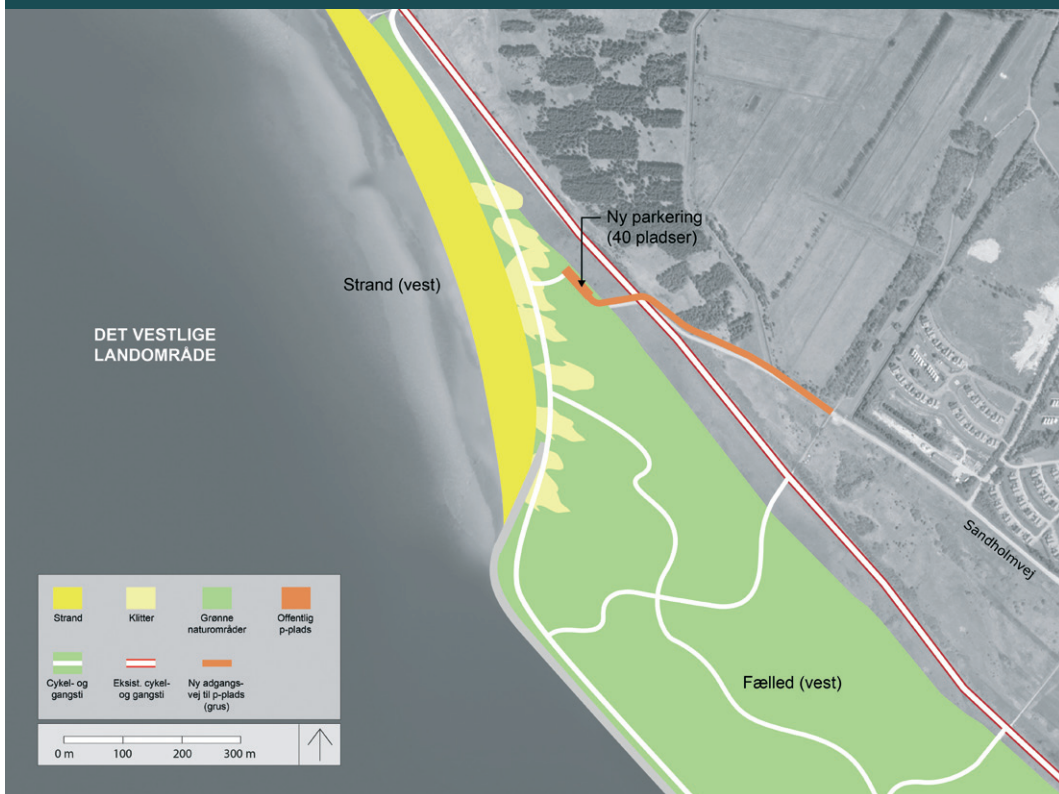 Ny parkering
(40 pladser)
Strand (vest)
DET VESTLIGE
LANDOMRÅDE
Sandholmvej
Fælled (vest)
Strand
Klitter
Grønne
naturområder
Offentlig
p-plads
Cykel- og
gangsti
Eksist. cykel-
og gangsti
Ny adgangs-
vej til p-plads
(grus)
0 m
100
200
300 m